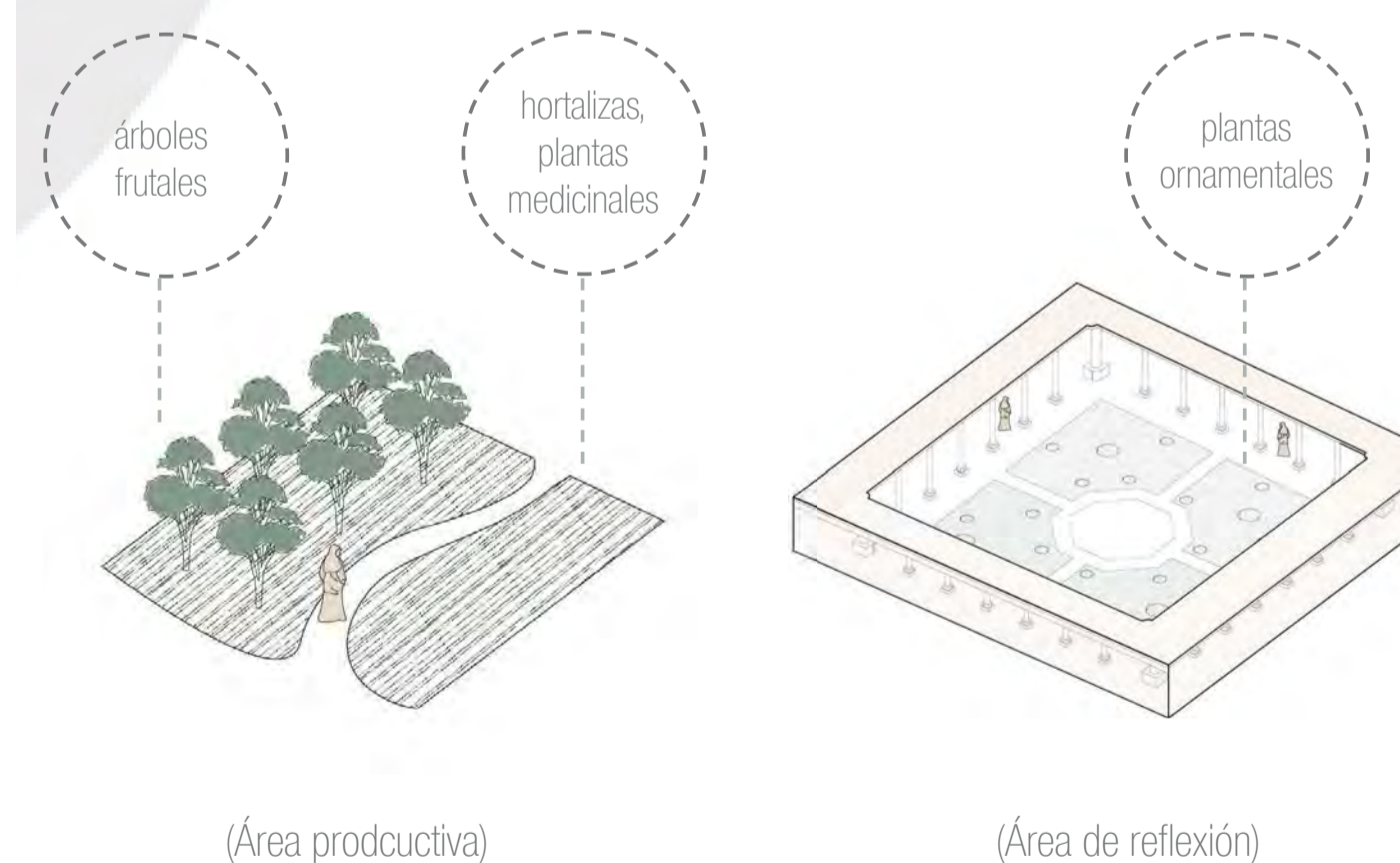 árboles
frutales
hortalizas,
plantas
medicinales
plantas
ornamentales
(Área prodcuctiva)
(Área de reflexión)